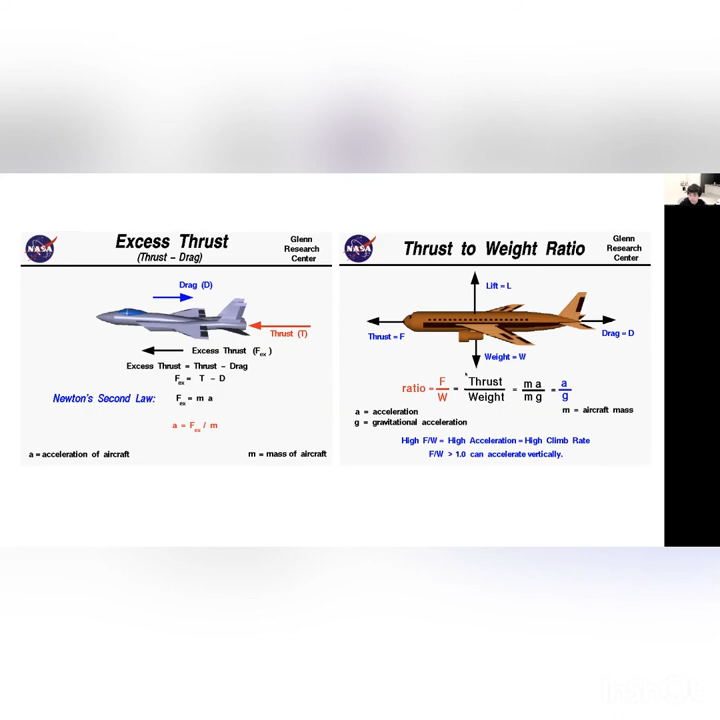 NASA
Excess Thrust
(Thrust – Drag)
Glenn
Research
Center
Drag (D)
Thrust (T)
Excess Thrust (Fex)
Excess Thrust = Thrust – Drag
Fex = T – D
Newton's Second Law: Fex = m a
a = Fex / m
a = acceleration of aircraft
m = mass of aircraft
NASA
Thrust to Weight Ratio
Glenn
Research
Center
Lift = L
Thrust = F
Drag = D
Weight = W
ratio = F/W = Thrust/Weight = m a/m g = a/g
a = acceleration
m = aircraft mass
g = gravitational acceleration
High F/W = High Acceleration = High Climb Rate
F/W > 1.0 can accelerate vertically.